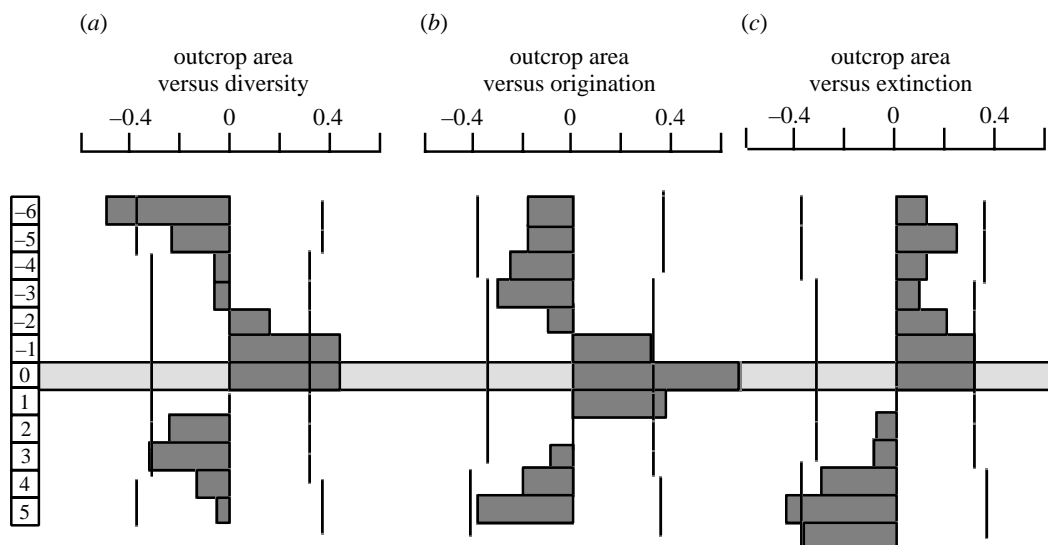 (a)
outcrop area
versus diversity
–0.4 0 0.4
(b)
outcrop area
versus origination
–0.4 0 0.4
(c)
outcrop area
versus extinction
–0.4 0 0.4
–6
–5
–4
–3
–2
–1
0
1
2
3
4
5